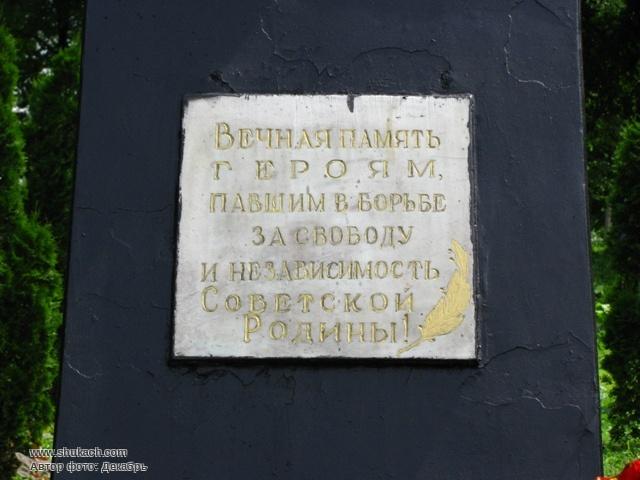 Вечная память
героям,
павшим в борьбе
за свободу
и независимость
Советской
Родины!
www.shukach.com
Автор фото: Декабрь